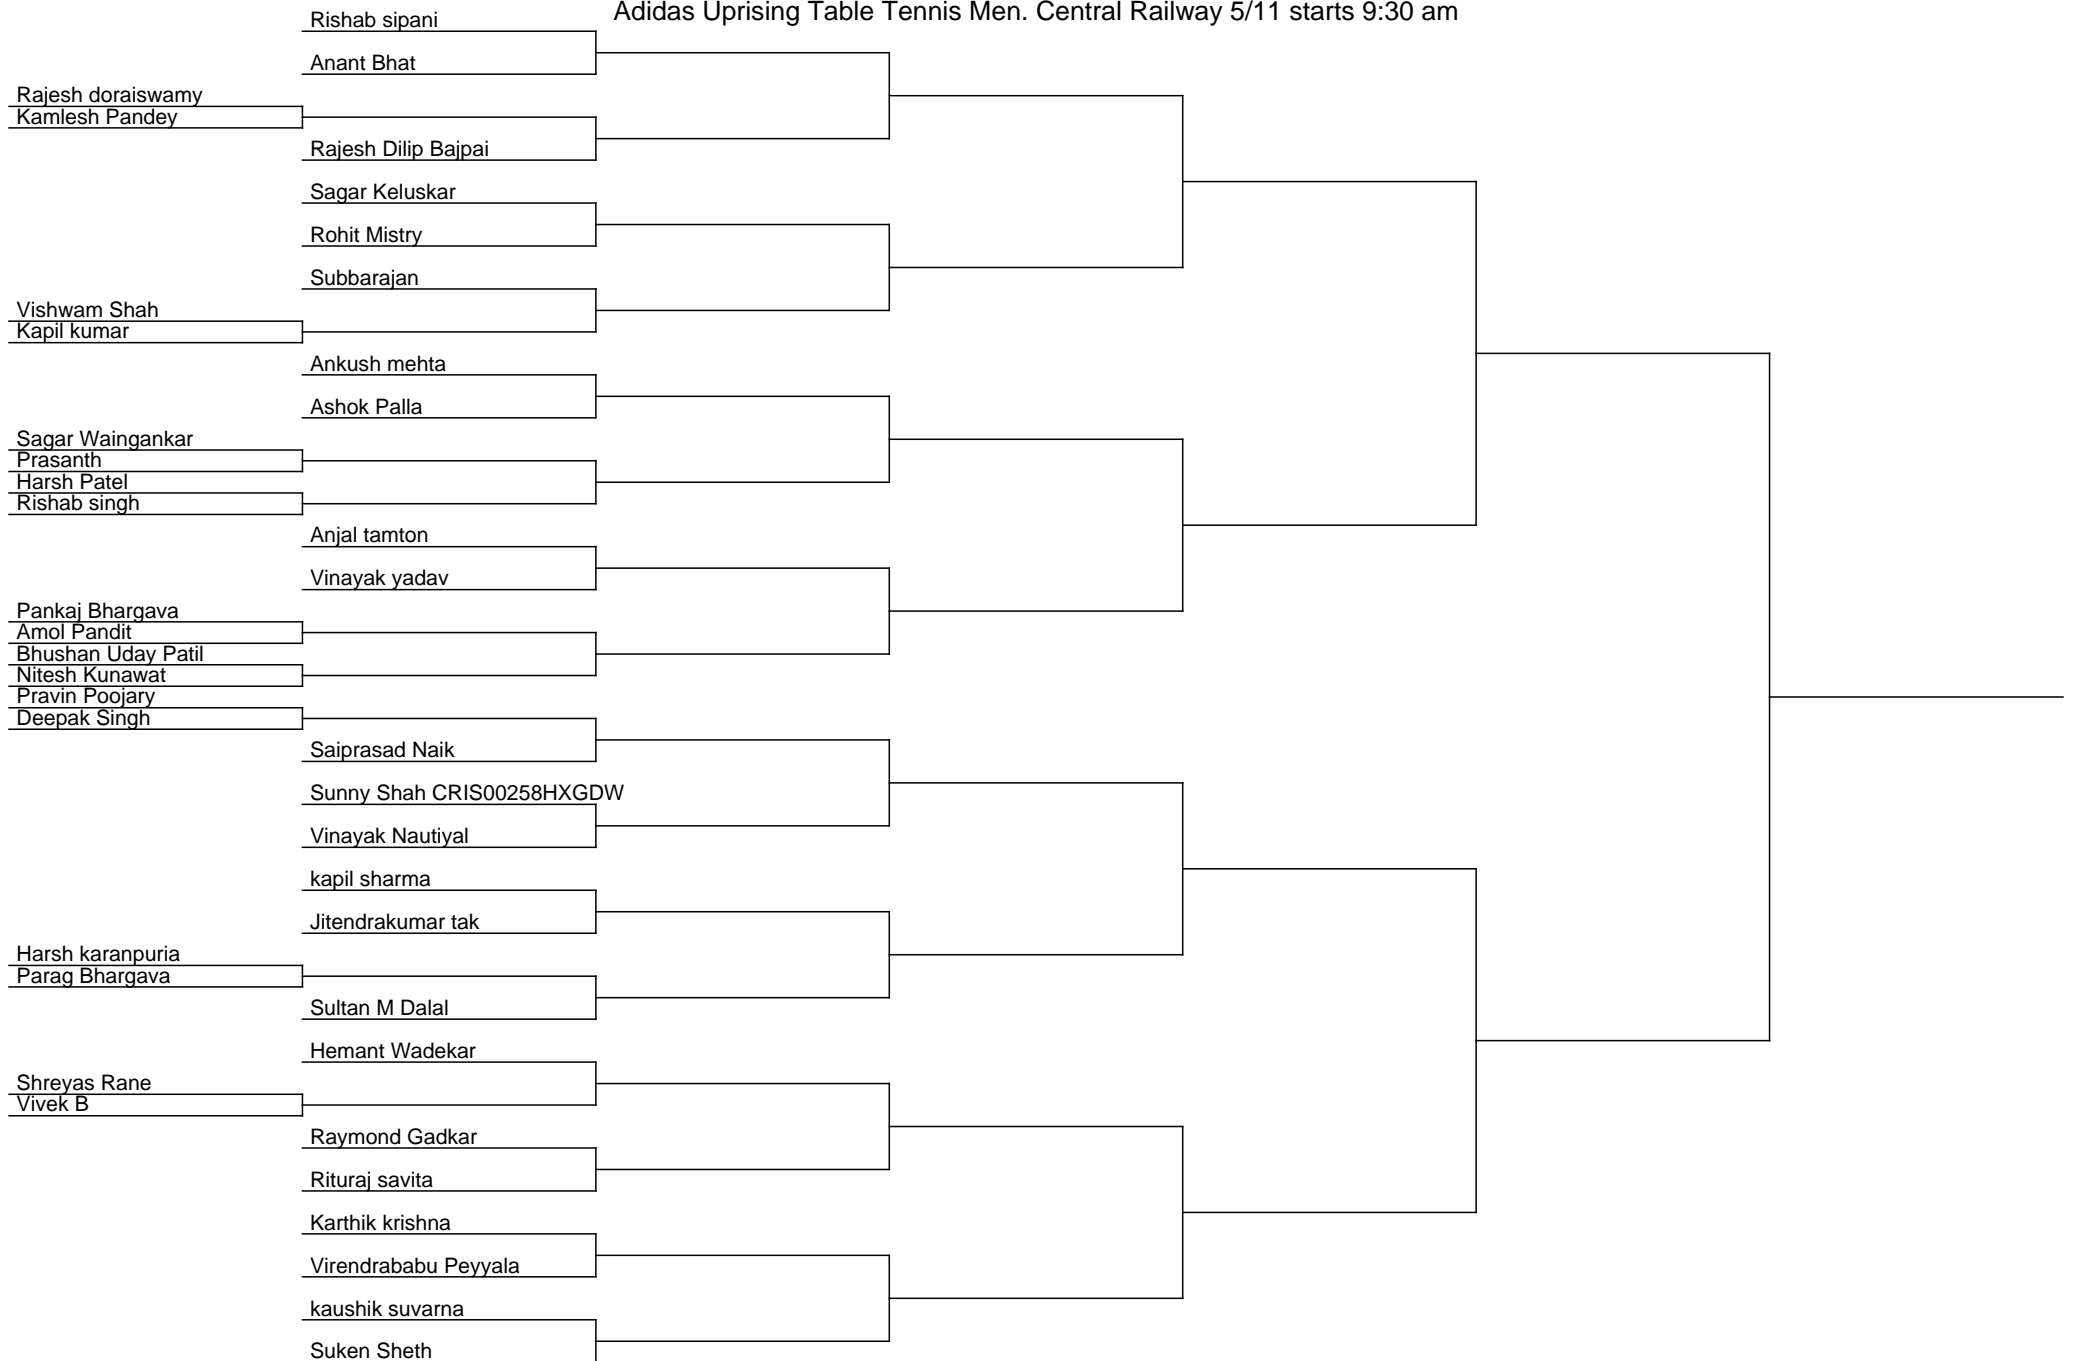 Adidas Uprising Table Tennis Men. Central Railway 5/11 starts 9:30 am
Rishab sipani
Anant Bhat
Rajesh doraiswamy
Kamlesh Pandey
Rajesh Dilip Bajpai
Sagar Keluskar
Rohit Mistry
Subbarajan
Vishwam Shah
Kapil kumar
Ankush mehta
Ashok Palla
Sagar Waingankar
Prasanth
Harsh Patel
Rishab singh
Anjal tamton
Vinayak yadav
Pankaj Bhargava
Amol Pandit
Bhushan Uday Patil
Nitesh Kunawat
Pravin Poojary
Deepak Singh
Saiprasad Naik
Sunny Shah CRIS00258HXGDW
Vinayak Nautiyal
kapil sharma
Jitendrakumar tak
Harsh karanpuria
Parag Bhargava
Sultan M Dalal
Hemant Wadekar
Shreyas Rane
Vivek B
Raymond Gadkar
Rituraj savita
Karthik krishna
Virendrababu Peyyala
kaushik suvarna
Suken Sheth